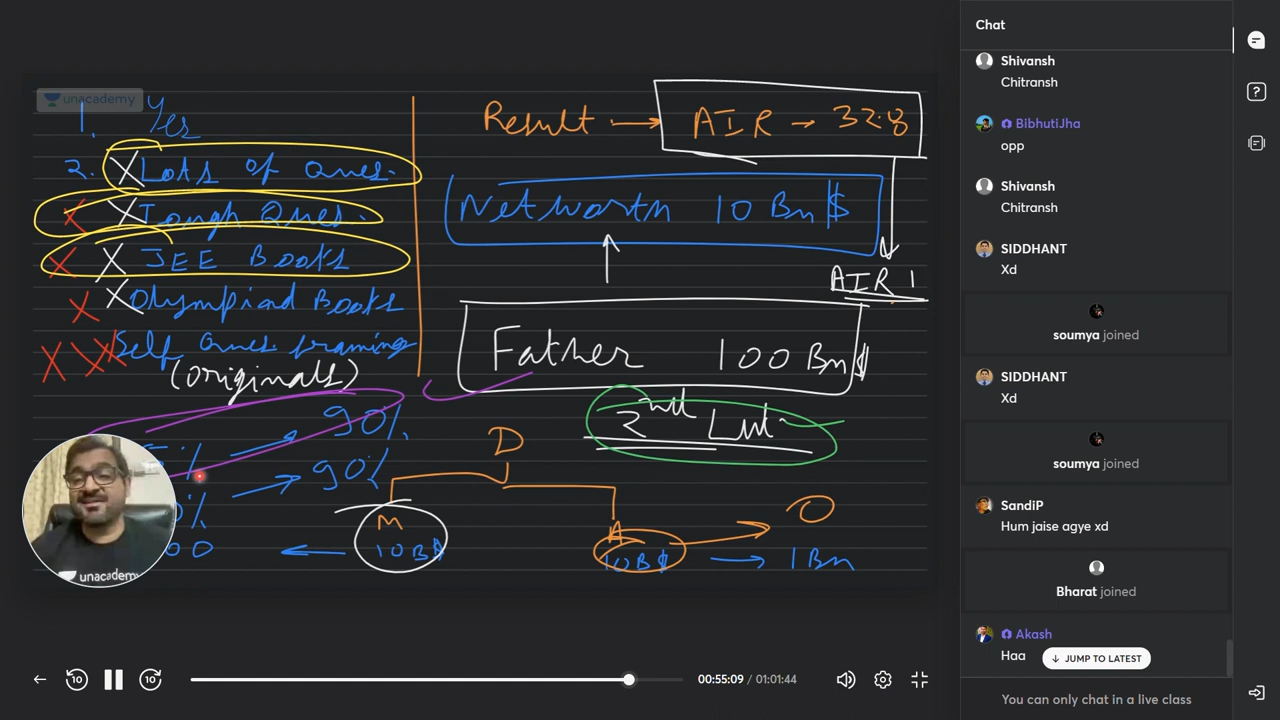 unacademy
1. Yes
2. X Lots of Ques.
X X Tough Ques.
X X JEE Books
X X Olympiad Books
X X X Self Ques. framing
(originals)
5% → 90%
0% → 90%
00
Result → AIR → 328
Networth 10 Bn $
AIR 1
Father 100 Bn $
2nd
D
M
10B$
A
10B$ → 1Bn
O
unacademy
00:55:09 / 01:01:44
10
10
Chat
Shivansh
Chitransh
BibhutiJha
opp
Shivansh
Chitransh
SIDDHANT
Xd
soumya joined
SIDDHANT
Xd
soumya joined
SandiP
Hum jaise agye xd
Bharat joined
Akash
Haa
JUMP TO LATEST
You can only chat in a live class